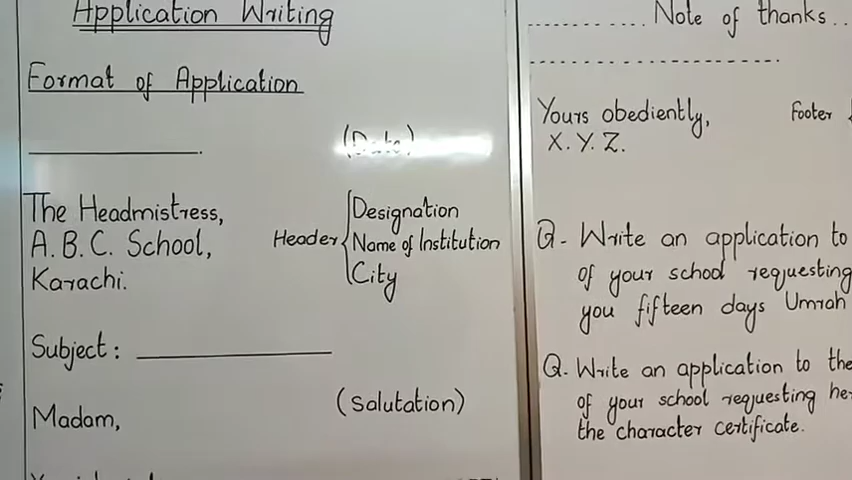 Application Writing
Format of Application
(Date)
The Headmistress,
A.B.C. School,
Karachi.
Header
Designation
Name of Institution
City
Subject :
Madam,
(Salutation)
Note of thanks
Yours obediently,
X.Y.Z.
Footer
Q- Write an application to
of your school requesting
you fifteen days Umrah
Q. Write an application to the
of your school requesting
the character certificate.